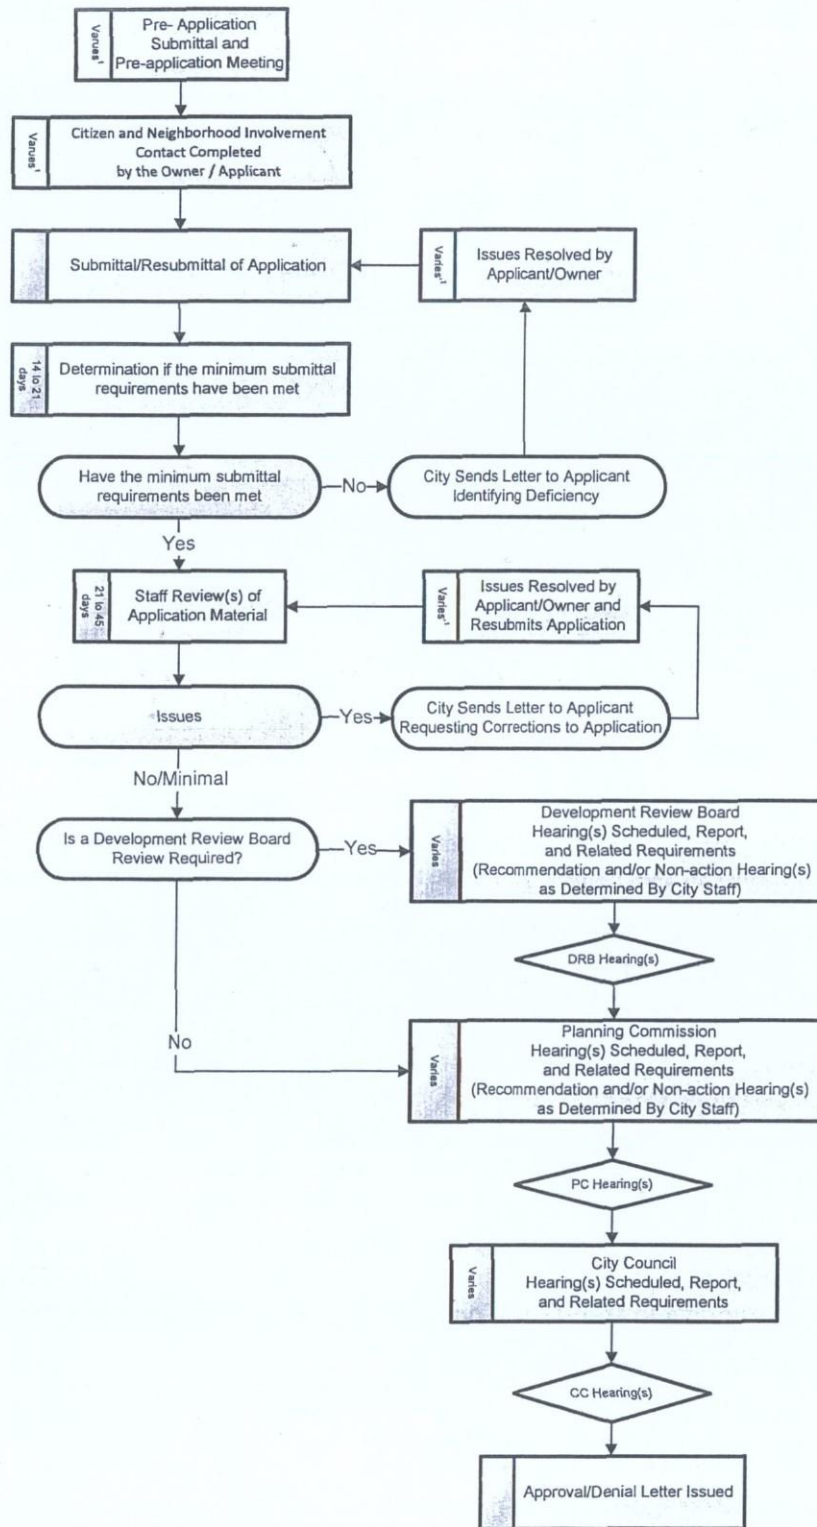 Varues¹
Pre- Application
Submittal and
Pre-application Meeting
Varues¹
Citizen and Neighborhood Involvement
Contact Completed
by the Owner / Applicant
Submittal/Resubmittal of Application
Varies¹
Issues Resolved by
Applicant/Owner
14 to 21
days
Determination if the minimum submittal
requirements have been met
Have the minimum submittal
requirements been met
No
City Sends Letter to Applicant
Identifying Deficiency
Yes
21 to 45
days
Staff Review(s) of
Application Material
Varies¹
Issues Resolved by
Applicant/Owner and
Resubmits Application
Issues
Yes
City Sends Letter to Applicant
Requesting Corrections to Application
No/Minimal
Is a Development Review Board
Review Required?
Yes
Varies
Development Review Board
Hearing(s) Scheduled, Report,
and Related Requirements
(Recommendation and/or Non-action Hearing(s)
as Determined By City Staff)
DRB Hearing(s)
No
Varies
Planning Commission
Hearing(s) Scheduled, Report,
and Related Requirements
(Recommendation and/or Non-action Hearing(s)
as Determined By City Staff)
PC Hearing(s)
Varies
City Council
Hearing(s) Scheduled, Report,
and Related Requirements
CC Hearing(s)
Approval/Denial Letter Issued